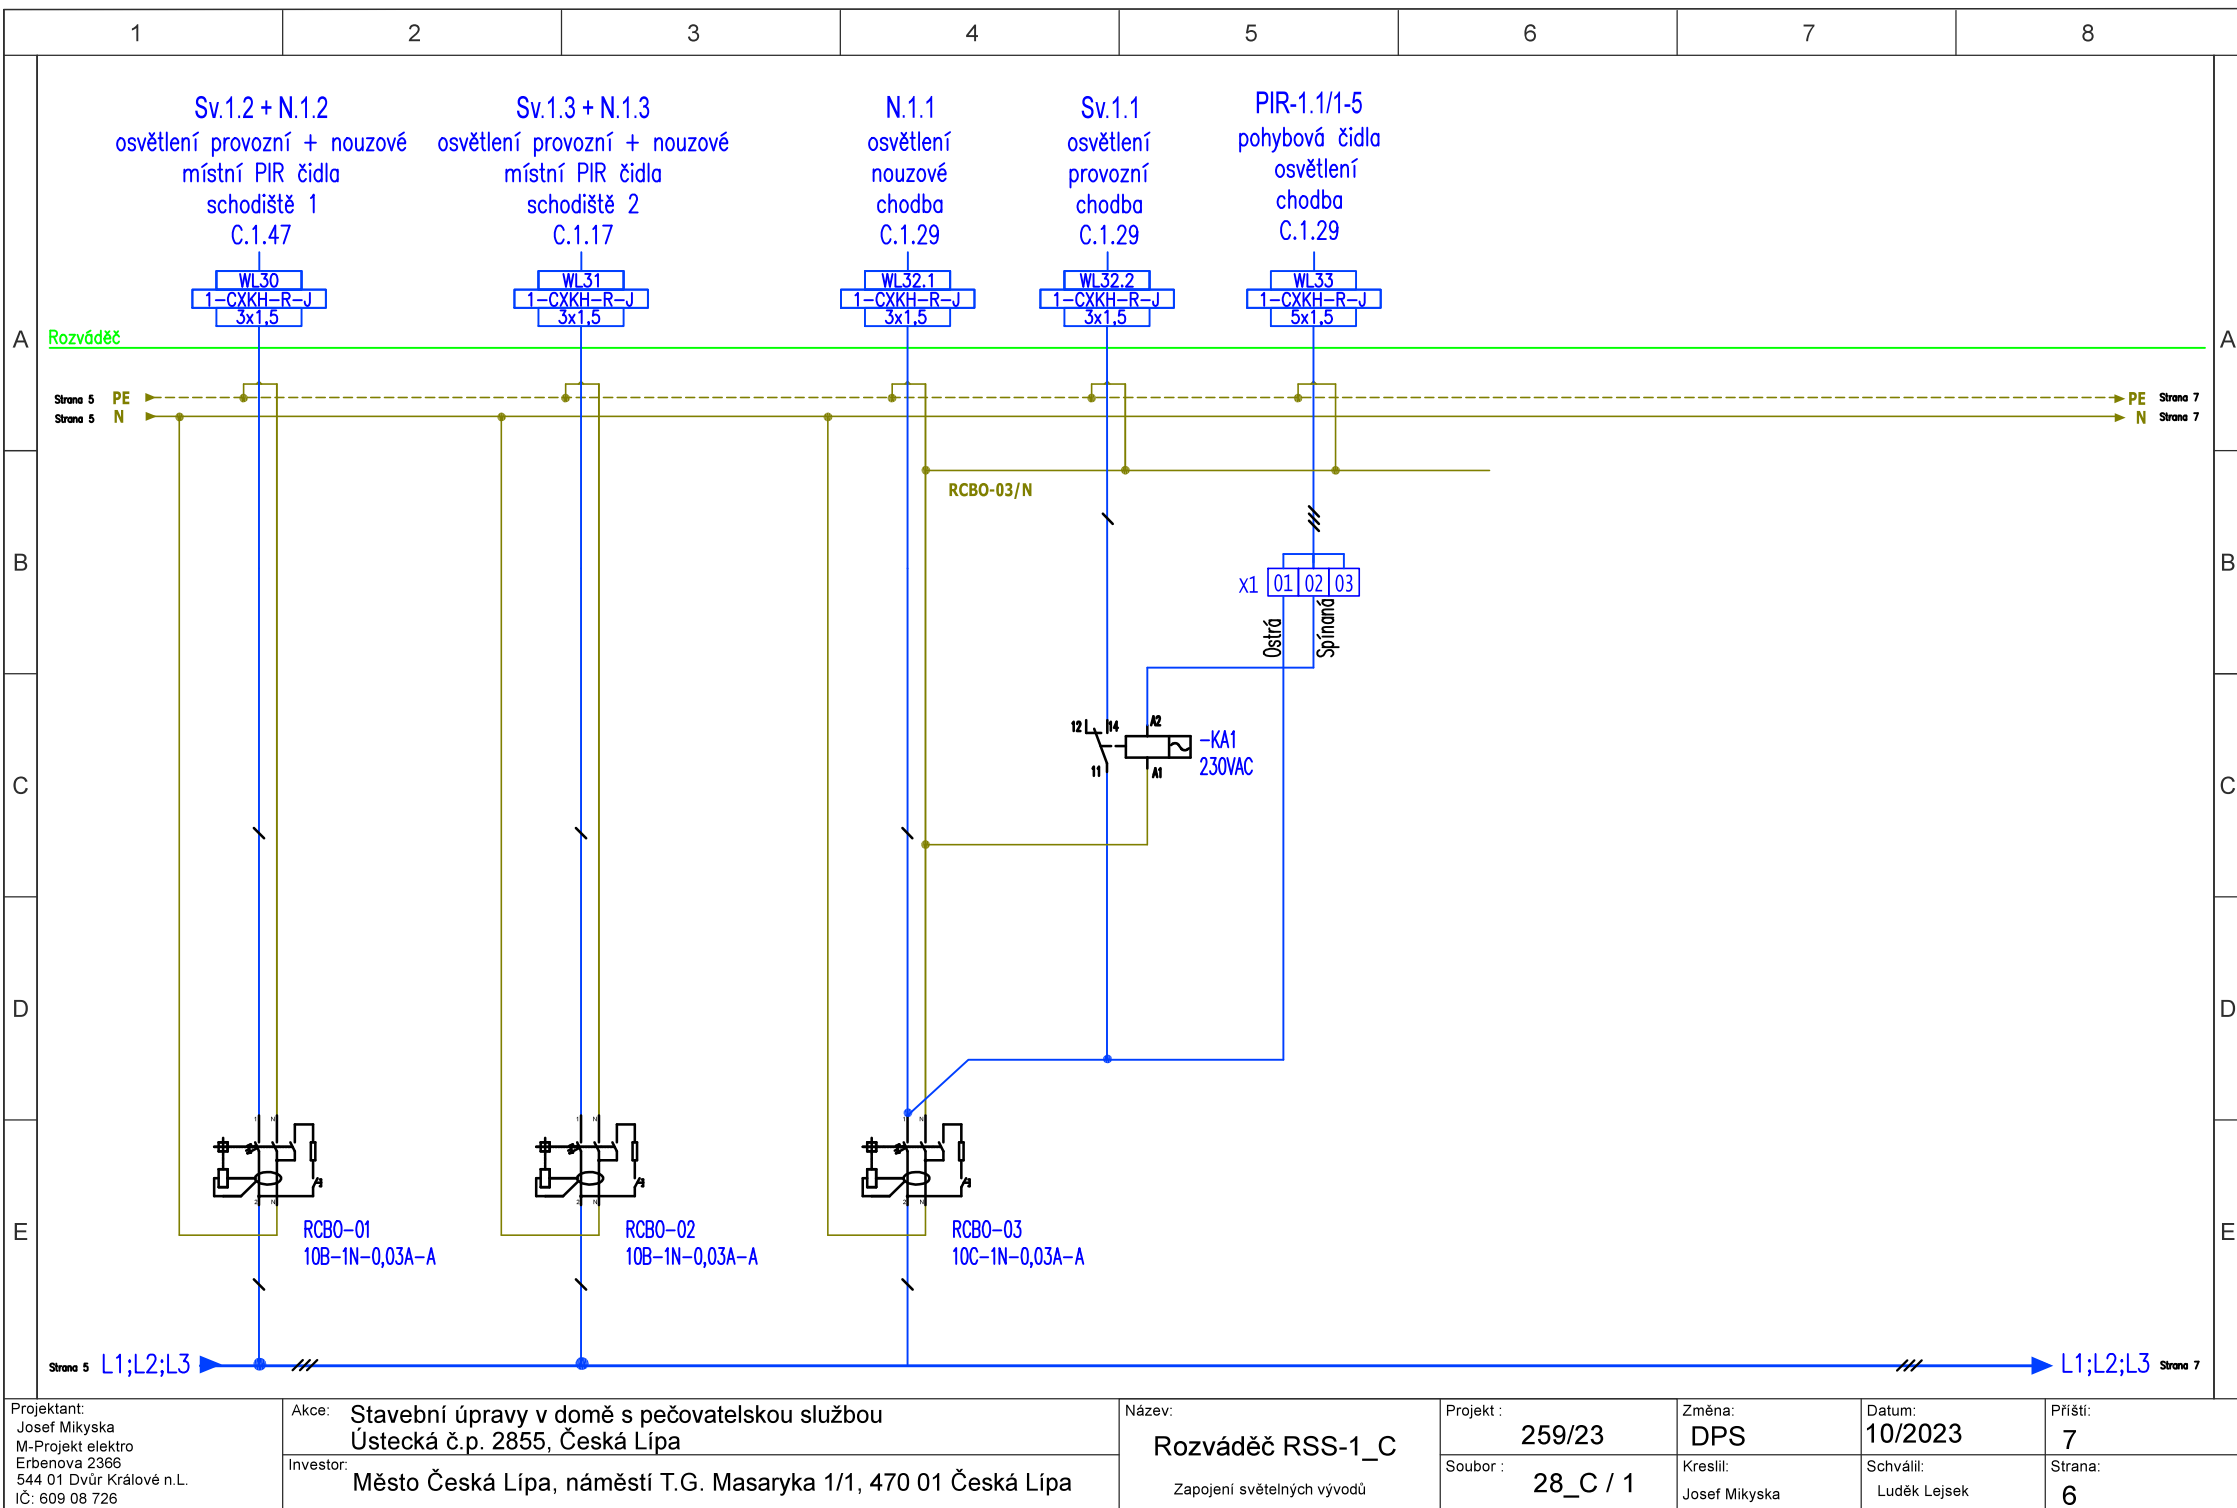 1 2 3 4 5 6 7 8
Sv.1.2 + N.1.2
osvětlení provozní + nouzové
místní PIR čidla
schodiště 1
C.1.47
WL30
1-CXKH-R-J
3x1,5
Sv.1.3 + N.1.3
osvětlení provozní + nouzové
místní PIR čidla
schodiště 2
C.1.17
WL31
1-CXKH-R-J
3x1,5
N.1.1
osvětlení
nouzové
chodba
C.1.29
WL32.1
1-CXKH-R-J
3x1,5
Sv.1.1
osvětlení
provozní
chodba
C.1.29
WL32.2
1-CXKH-R-J
3x1,5
PIR-1.1/1-5
pohybová čidla
osvětlení
chodba
C.1.29
WL33
1-CXKH-R-J
5x1,5
A Rozváděč A
Strana 5 PE PE Strana 7
Strana 5 N N Strana 7
RCBO-03/N
B X1 01 02 03 B
Ostrá Spínaná
12 14 A2
-KA1
230VAC
11 A1
C C
D D
1 N 1 N 1 N
2 N 2 N 2 N
E E
RCBO-01
10B-1N-0,03A-A
RCBO-02
10B-1N-0,03A-A
RCBO-03
10C-1N-0,03A-A
Strana 5 L1;L2;L3 L1;L2;L3 Strana 7
Projektant:
Josef Mikyska
M-Projekt elektro
Erbenova 2366
544 01 Dvůr Králové n.L.
IČ: 609 08 726
Akce: Stavební úpravy v domě s pečovatelskou službou
Ústecká č.p. 2855, Česká Lípa
Investor:
Město Česká Lípa, náměstí T.G. Masaryka 1/1, 470 01 Česká Lípa
Název:
Rozváděč RSS-1_C
Zapojení světelných vývodů
Projekt :
259/23
Soubor :
28_C / 1
Změna:
DPS
Kreslil:
Josef Mikyska
Datum:
10/2023
Schválil:
Luděk Lejsek
Příští:
7
Strana:
6